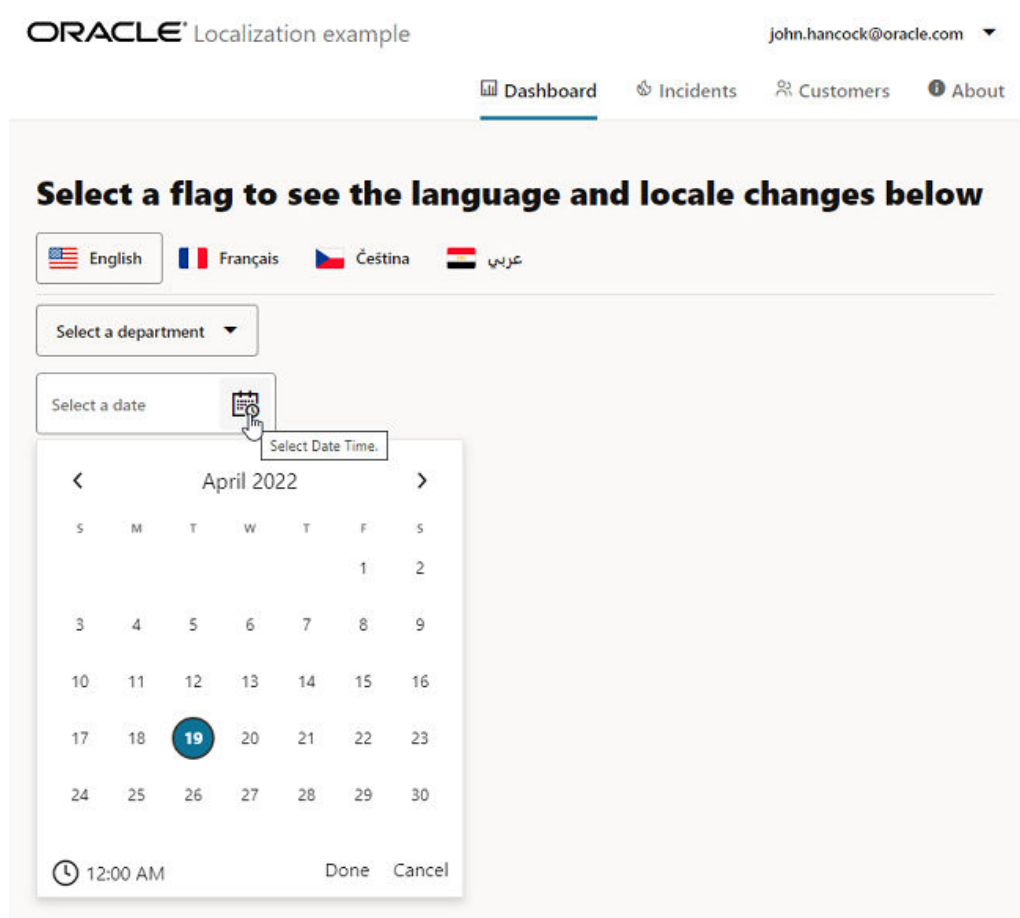 ORACLE Localization example john.hancock@oracle.com
Dashboard Incidents Customers About
Select a flag to see the language and locale changes below
English Français Čeština عربي
Select a department
Select a date
Select Date Time.
April 2022
S M T W T F S
1 2
3 4 5 6 7 8 9
10 11 12 13 14 15 16
17 18 19 20 21 22 23
24 25 26 27 28 29 30
12:00 AM Done Cancel